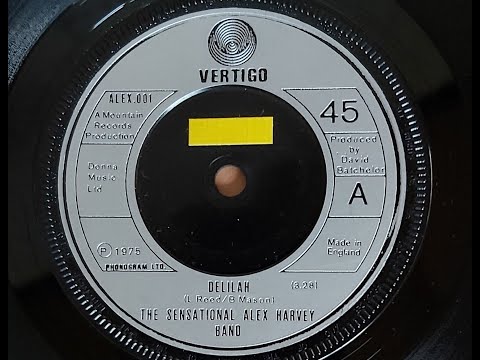 VERTIGO
ALEX.001
A Mountain
Records
Production
45
Donna
Music
Ltd
Produced
by
David
Batchelor
A
℗ 1975
PHONOGRAM LTD.
Made in
England
DELILAH
(3.28)
(L Reed/B Mason)
THE SENSATIONAL ALEX HARVEY
BAND